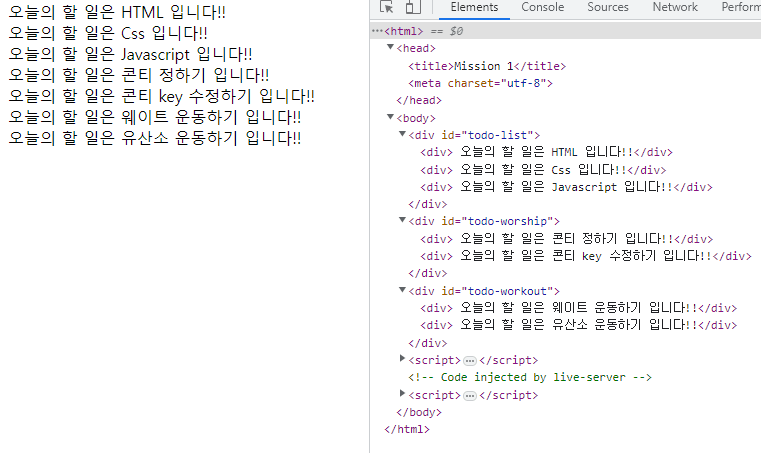 오늘의 할 일은 HTML 입니다!!
오늘의 할 일은 Css 입니다!!
오늘의 할 일은 Javascript 입니다!!
오늘의 할 일은 콘티 정하기 입니다!!
오늘의 할 일은 콘티 key 수정하기 입니다!!
오늘의 할 일은 웨이트 운동하기 입니다!!
오늘의 할 일은 유산소 운동하기 입니다!!
Elements Console Sources Network Perform
<html> == $0
<head>
<title>Mission 1</title>
<meta charset="utf-8">
</head>
<body>
<div id="todo-list">
<div> 오늘의 할 일은 HTML 입니다!!</div>
<div> 오늘의 할 일은 Css 입니다!!</div>
<div> 오늘의 할 일은 Javascript 입니다!!</div>
</div>
<div id="todo-worship">
<div> 오늘의 할 일은 콘티 정하기 입니다!!</div>
<div> 오늘의 할 일은 콘티 key 수정하기 입니다!!</div>
</div>
<div id="todo-workout">
<div> 오늘의 할 일은 웨이트 운동하기 입니다!!</div>
<div> 오늘의 할 일은 유산소 운동하기 입니다!!</div>
</div>
<script>…</script>
<!-- Code injected by live-server -->
<script>…</script>
</body>
</html>